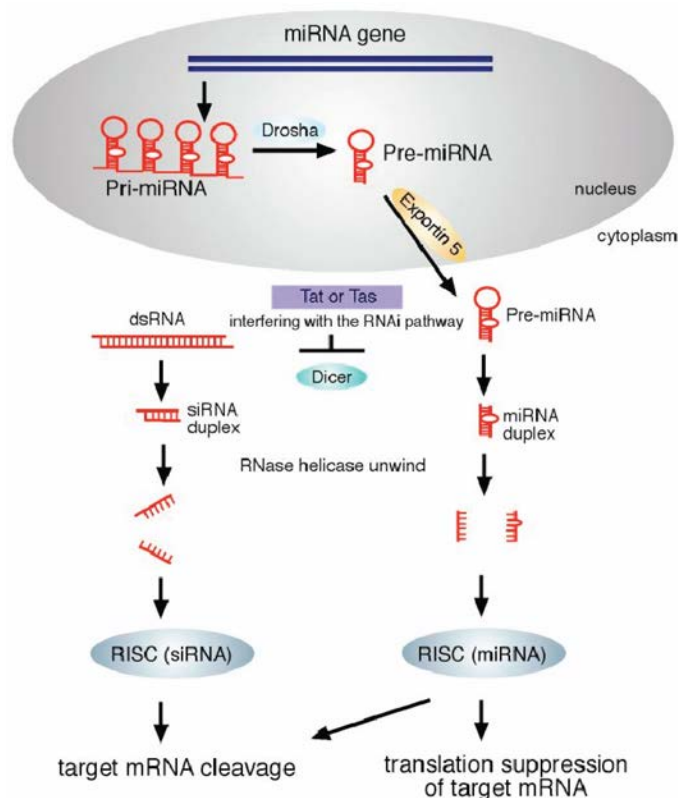 miRNA gene
Drosha
Pri-miRNA
Pre-miRNA
nucleus
Exportin 5
cytoplasm
Tat or Tas
interfering with the RNAi pathway
dsRNA
Pre-miRNA
Dicer
siRNA
duplex
miRNA
duplex
RNase helicase unwind
RISC (siRNA)
RISC (miRNA)
target mRNA cleavage
translation suppression
of target mRNA